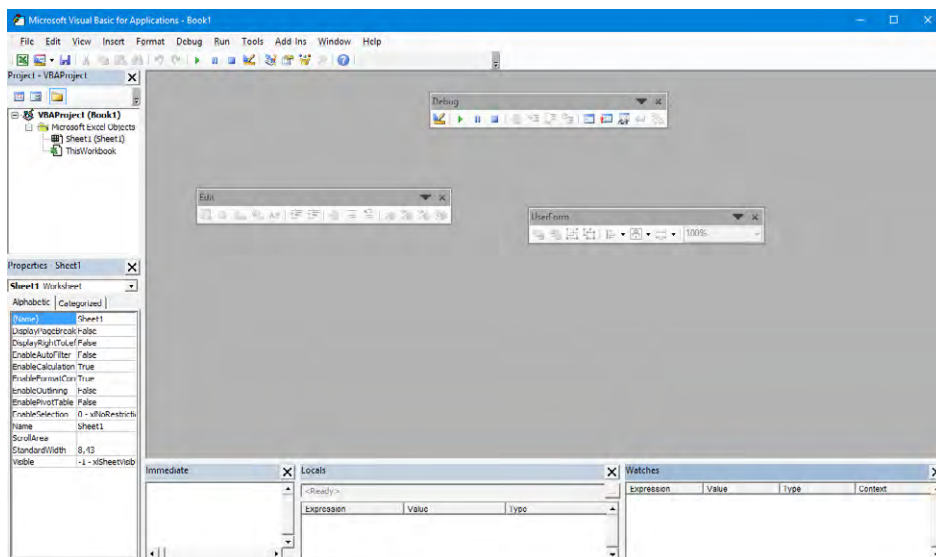 Microsoft Visual Basic for Applications - Book1
File Edit View Insert Format Debug Run Tools Add Ins Window Help
Project - VBAProject
VBAProject (Book1)
Microsoft Excel Objects
Sheet1 (Sheet1)
ThisWorkbook
Debug
Edit
UserForm
100%
Properties - Sheet1
Sheet1 Worksheet
Alphabetic Categorized
(Name) Sheet1
DisplayPageBreak False
DisplayRightToLef False
EnableAutoFilter False
EnableCalculation True
EnableFormatCon True
EnableOutlining False
EnablePivotTable False
EnableSelection 0 - xlNoRestrictio
Name Sheet1
ScrollArea
StandardWidth 8,43
Visible -1 - xlSheetVisib
Immediate
Locals
<Ready>
Expression Value Type
Watches
Expression Value Type Context